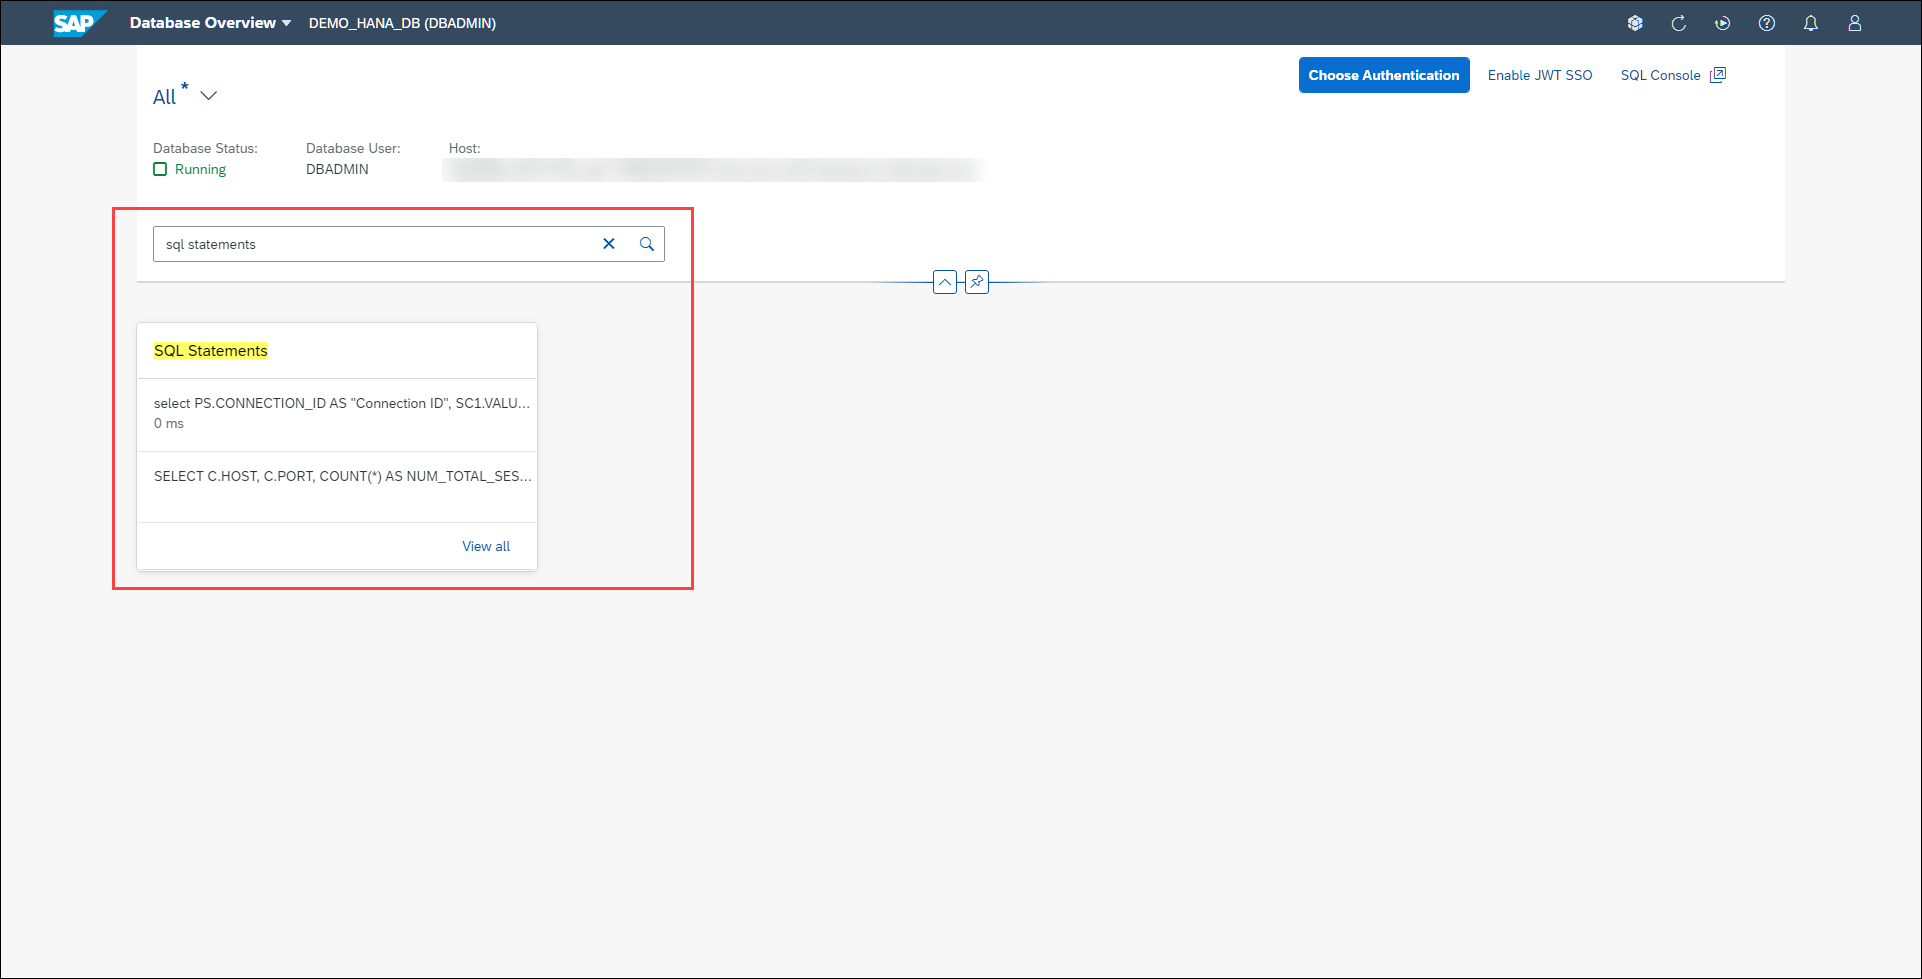 SAP Database Overview DEMO_HANA_DB (DBADMIN)
Choose Authentication Enable JWT SSO SQL Console
All *
Database Status: Database User: Host:
Running DBADMIN
sql statements
SQL Statements
select PS.CONNECTION_ID AS "Connection ID", SC1.VALU...
0 ms
SELECT C.HOST, C.PORT, COUNT(*) AS NUM_TOTAL_SES...
View all